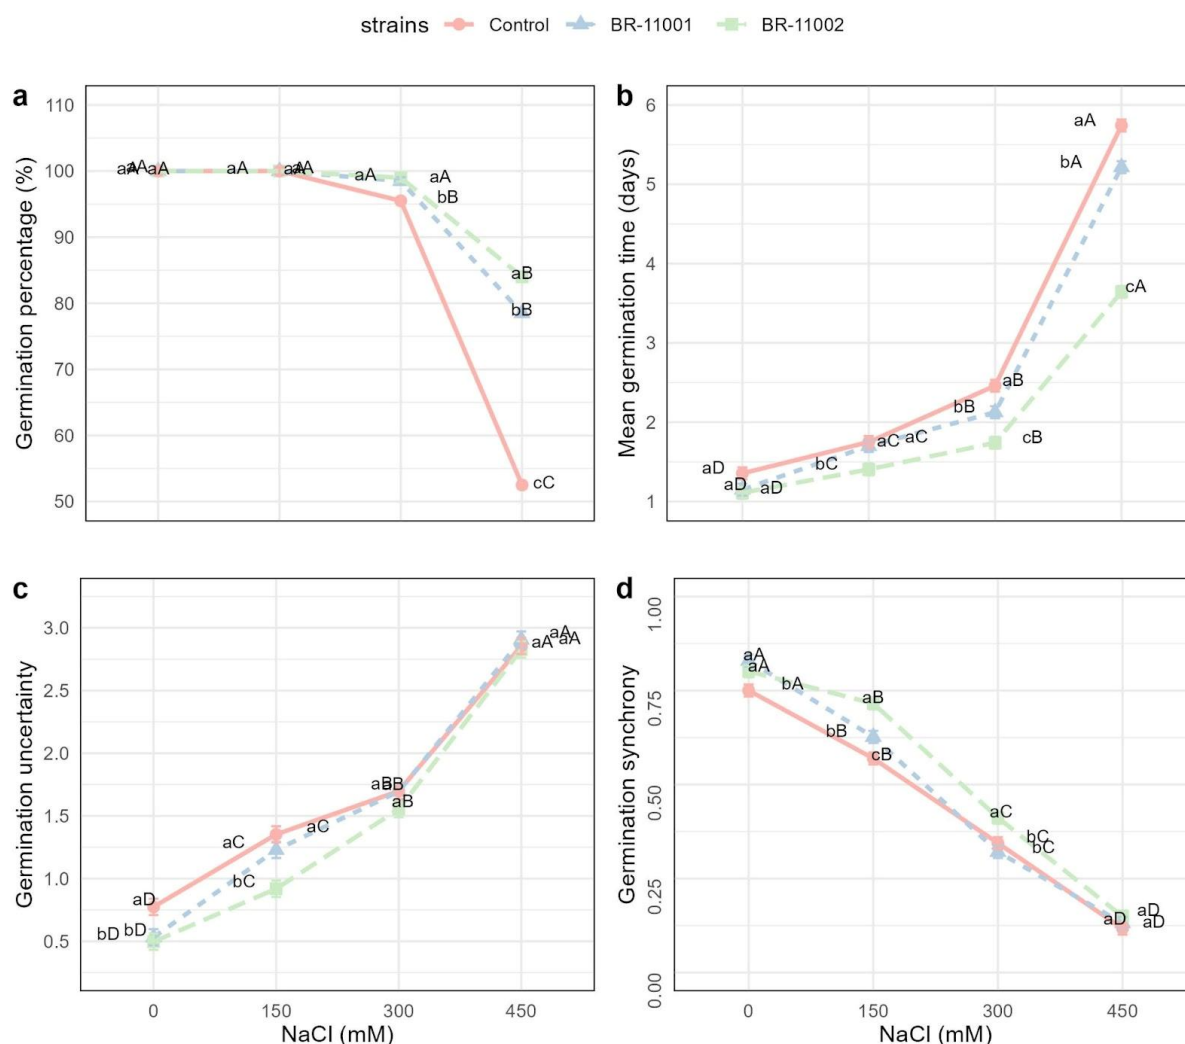 strains Control BR-11001 BR-11002
a
Germination percentage (%)
110
100
90
80
70
60
50
aA aA aA aA aA aA aA aA
bB
aB
bB
cC
b
Mean germination time (days)
6
5
4
3
2
1
aA
bA
cA
aB
bB
cB
aC aC
bC
aD
aD aD
c
Germination uncertainty
3.0
2.5
2.0
1.5
1.0
0.5
aA
aA aA
aB
aB
aC
aC
bC
aD
bD bD
0 150 300 450
NaCl (mM)
d
Germination synchrony
1.00
0.75
0.50
0.25
0.00
aA
aA
bA
aB
bB
cB
aC
bC
bC
aD
aD aD
0 150 300 450
NaCl (mM)